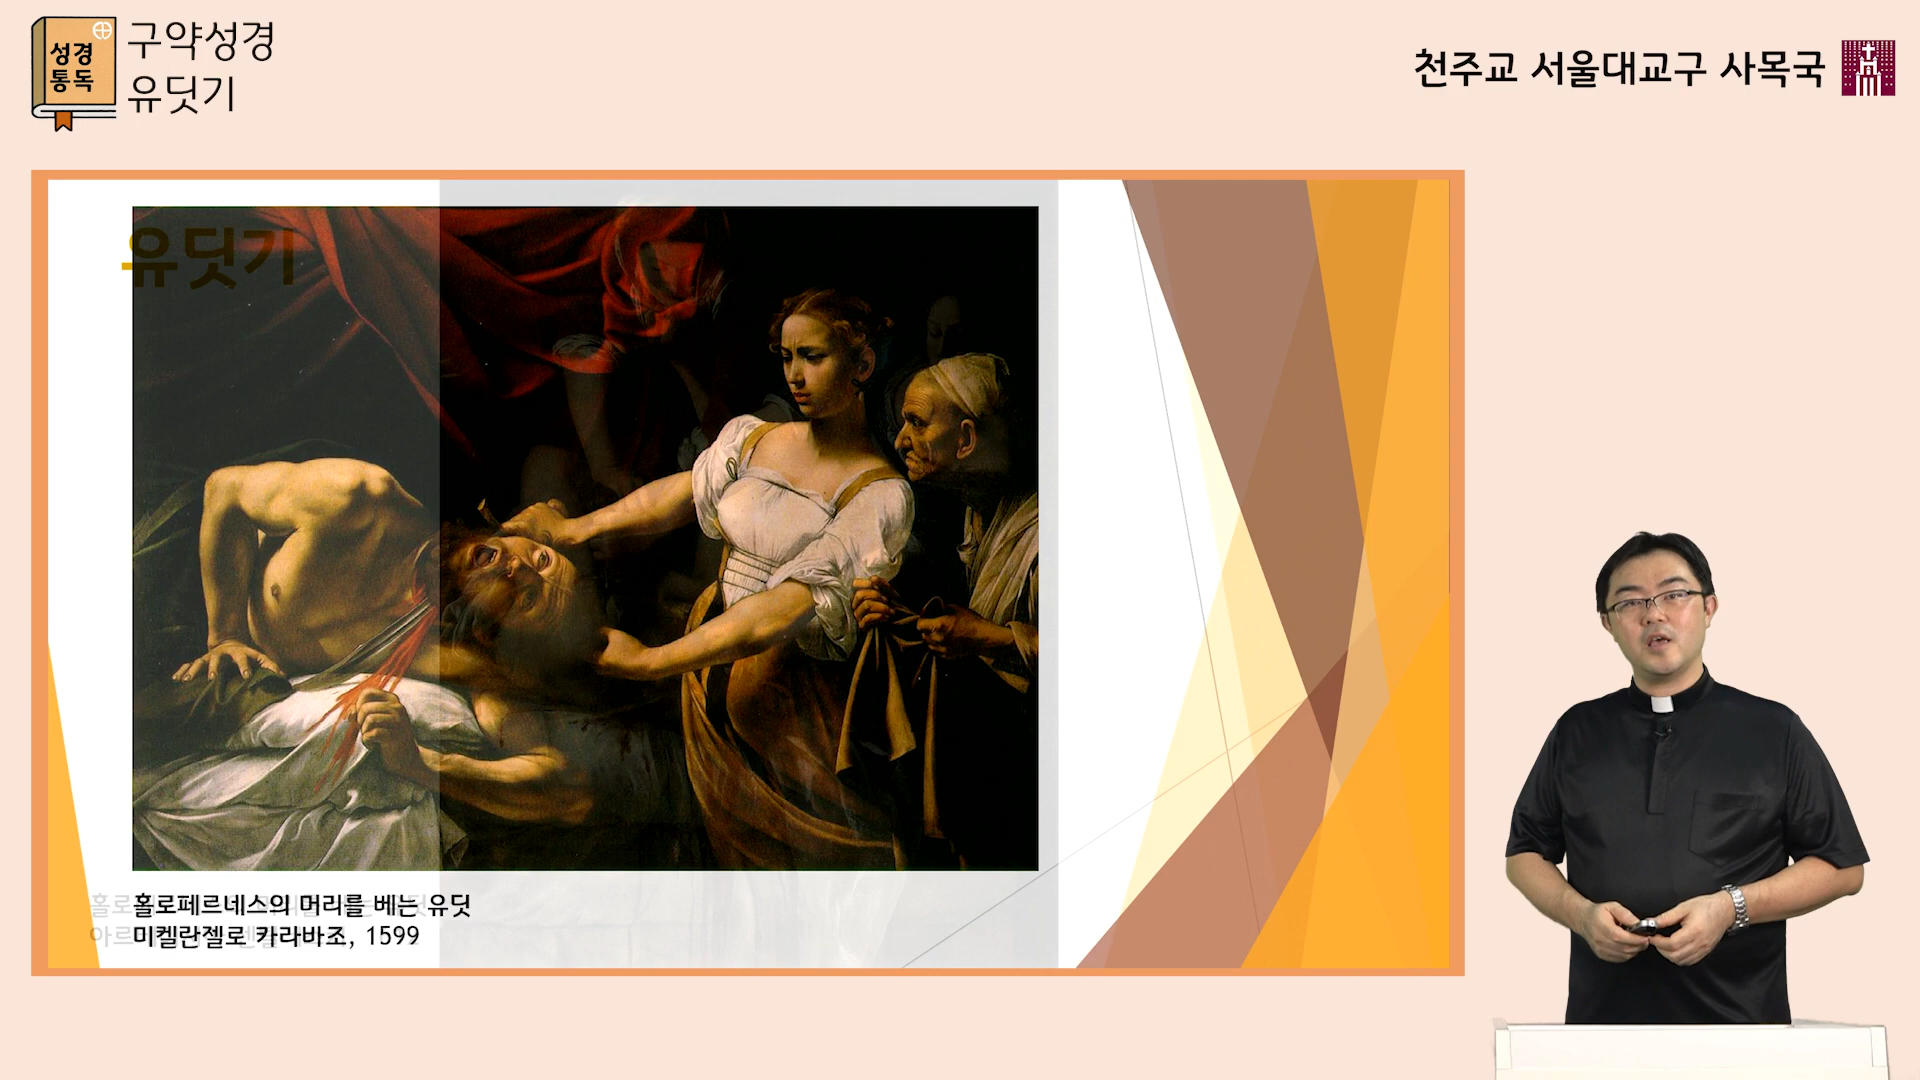 성경
통독
구약성경
유딧기
천주교 서울대교구 사목국
유딧기
홀로페르네스의 머리를 베는 유딧
미켈란젤로 카라바조, 1599